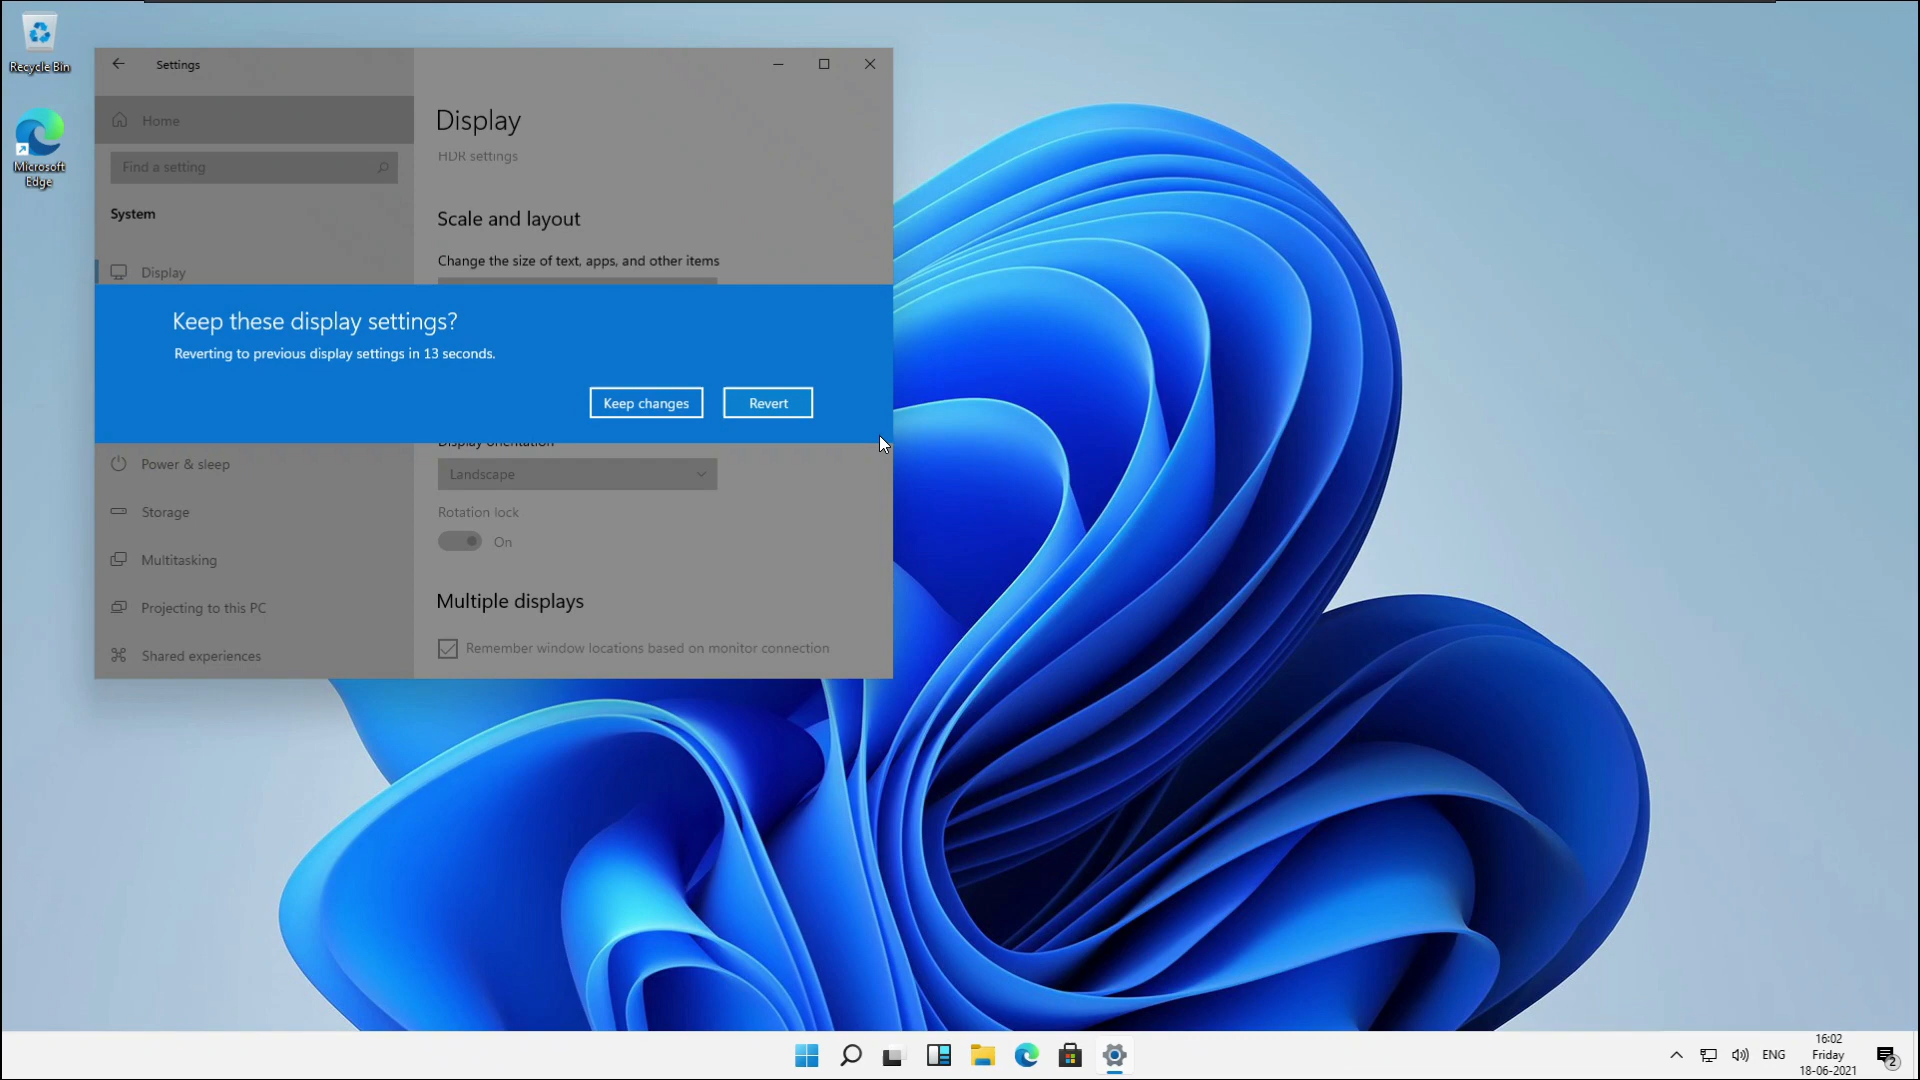 Recycle Bin
Microsoft
Edge
Settings
Home
Find a setting
System
Display
Display
HDR settings
Scale and layout
Change the size of text, apps, and other items
Keep these display settings?
Reverting to previous display settings in 13 seconds.
Keep changes
Revert
Display orientation
Landscape
Rotation lock
On
Power & sleep
Storage
Multitasking
Projecting to this PC
Shared experiences
Multiple displays
Remember window locations based on monitor connection
ENG
16:02
Friday
18-06-2021
2